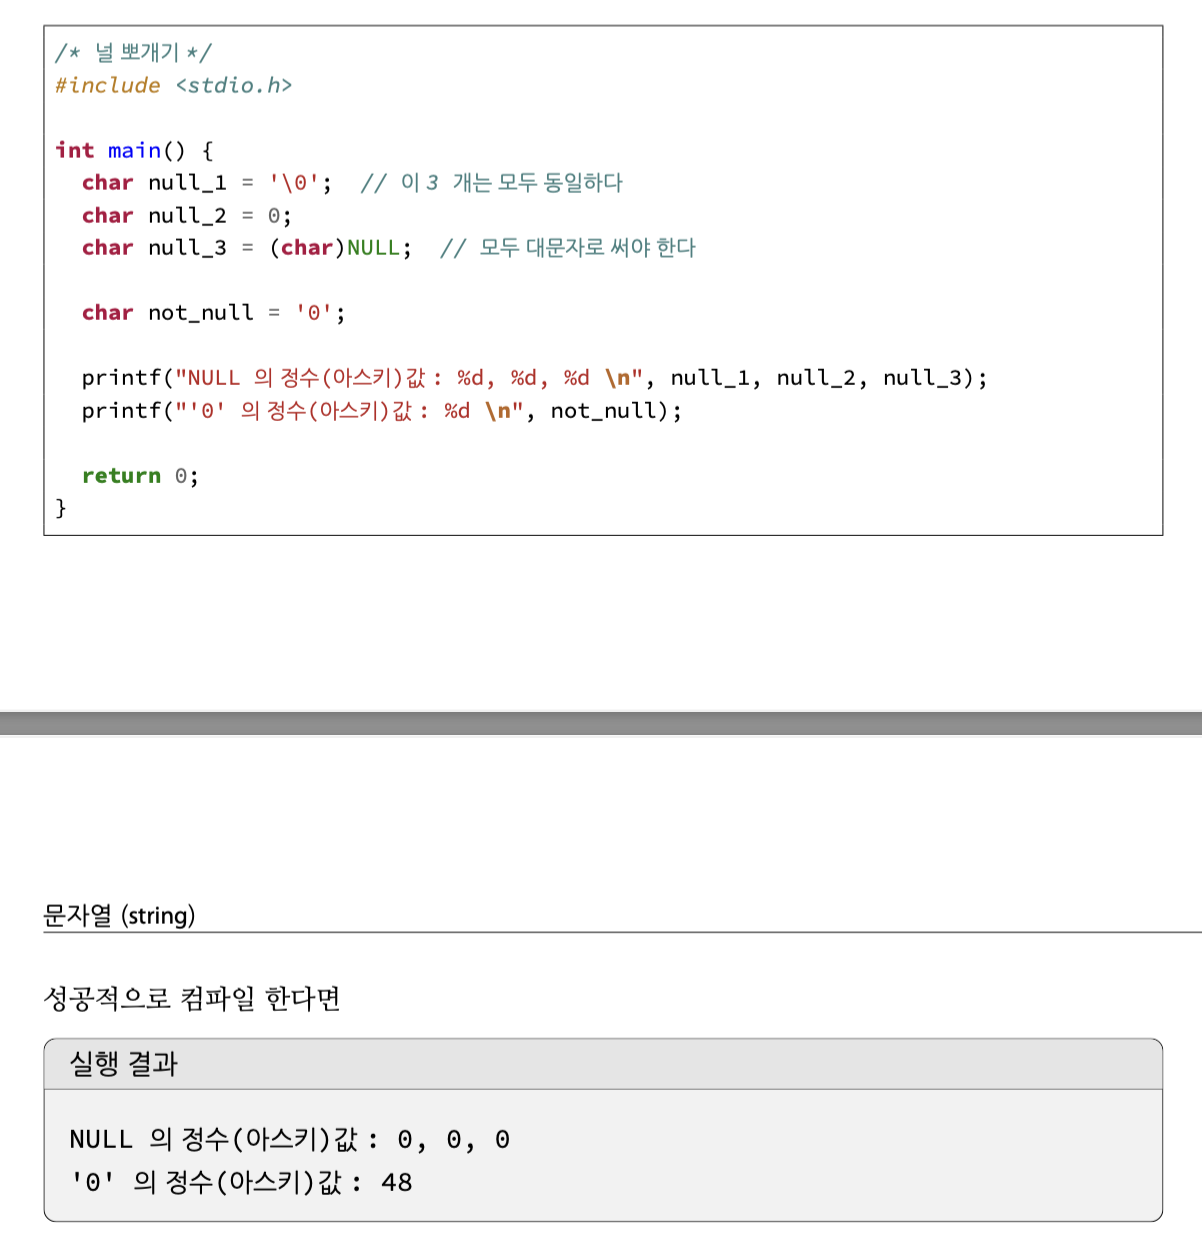 /* 널 뽀개기 */
#include <stdio.h>
int main() {
char null_1 = '\0'; // 이 3 개는 모두 동일하다
char null_2 = 0;
char null_3 = (char)NULL; // 모두 대문자로 써야 한다
char not_null = '0';
printf("NULL 의 정수(아스키)값 : %d, %d, %d \n", null_1, null_2, null_3);
printf("'0' 의 정수(아스키)값 : %d \n", not_null);
return 0;
}
문자열 (string)
성공적으로 컴파일 한다면
실행 결과
NULL 의 정수(아스키)값 : 0, 0, 0
'0' 의 정수(아스키)값 : 48